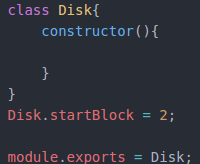 class Disk{
    constructor(){

    }
}
Disk.startBlock = 2;

module.exports = Disk;